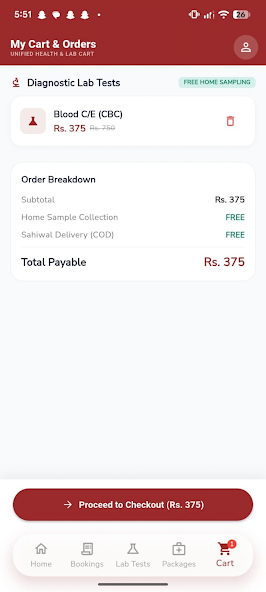 5:51
26
My Cart & Orders
UNIFIED HEALTH & LAB CART
Diagnostic Lab Tests
FREE HOME SAMPLING
Blood C/E (CBC)
Rs. 375 Rs. 750
Order Breakdown
Subtotal Rs. 375
Home Sample Collection FREE
Sahiwal Delivery (COD) FREE
Total Payable Rs. 375
→ Proceed to Checkout (Rs. 375)
1
Home Bookings Lab Tests Packages Cart